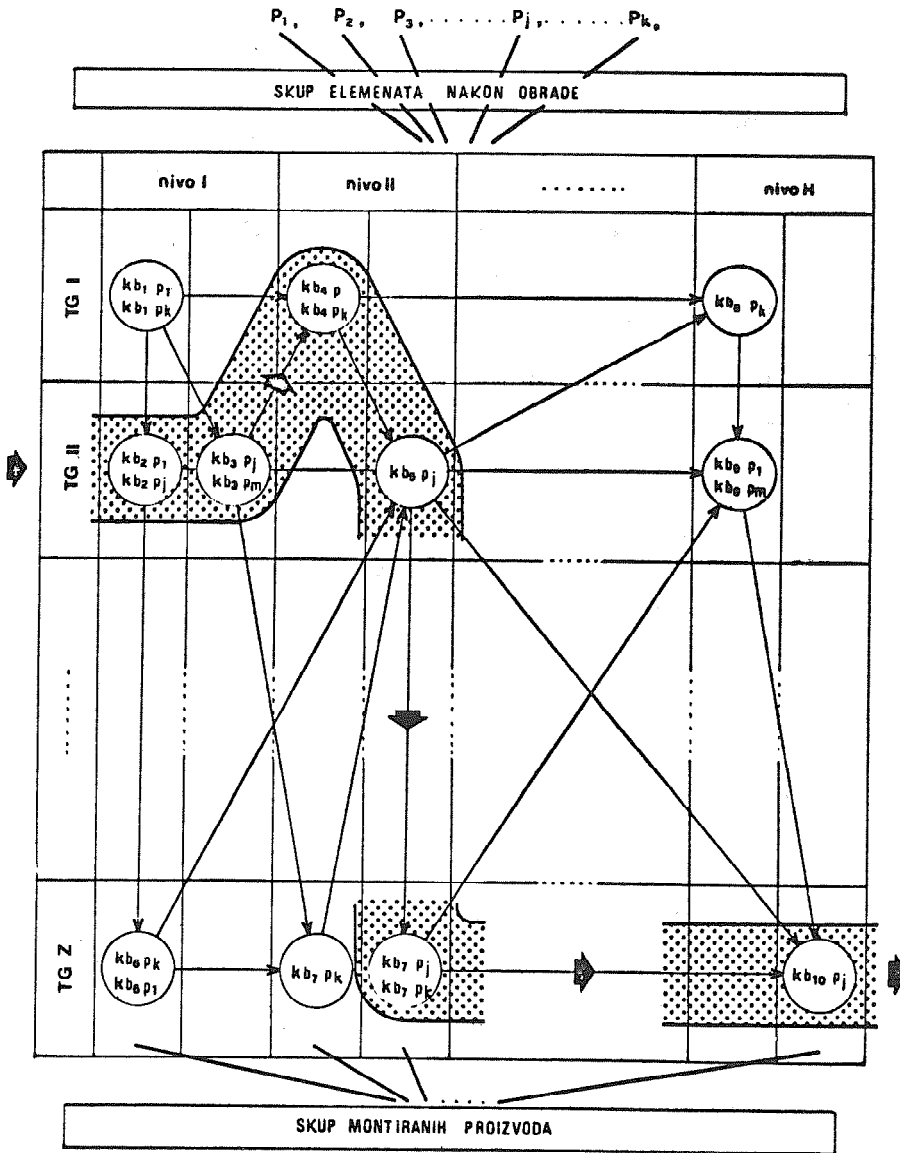 P1, P2, P3, ....... Pj, ...... Pk,
SKUP ELEMENATA NAKON OBRADE
nivo I nivo II ........ nivo H
TG I
kb1 p1
kb1 pk
kb4 p
kb4 pk
kb8 pk
TG II
kb2 p1
kb2 pj
kb3 pj
kb3 pm
kb5 pj
kb9 p1
kb9 pm
TG Z
kb6 pk
kb6 p1
kb7 pk
kb7 pj
kb7 pk
kb10 pj
SKUP MONTIRANIH PROIZVODA